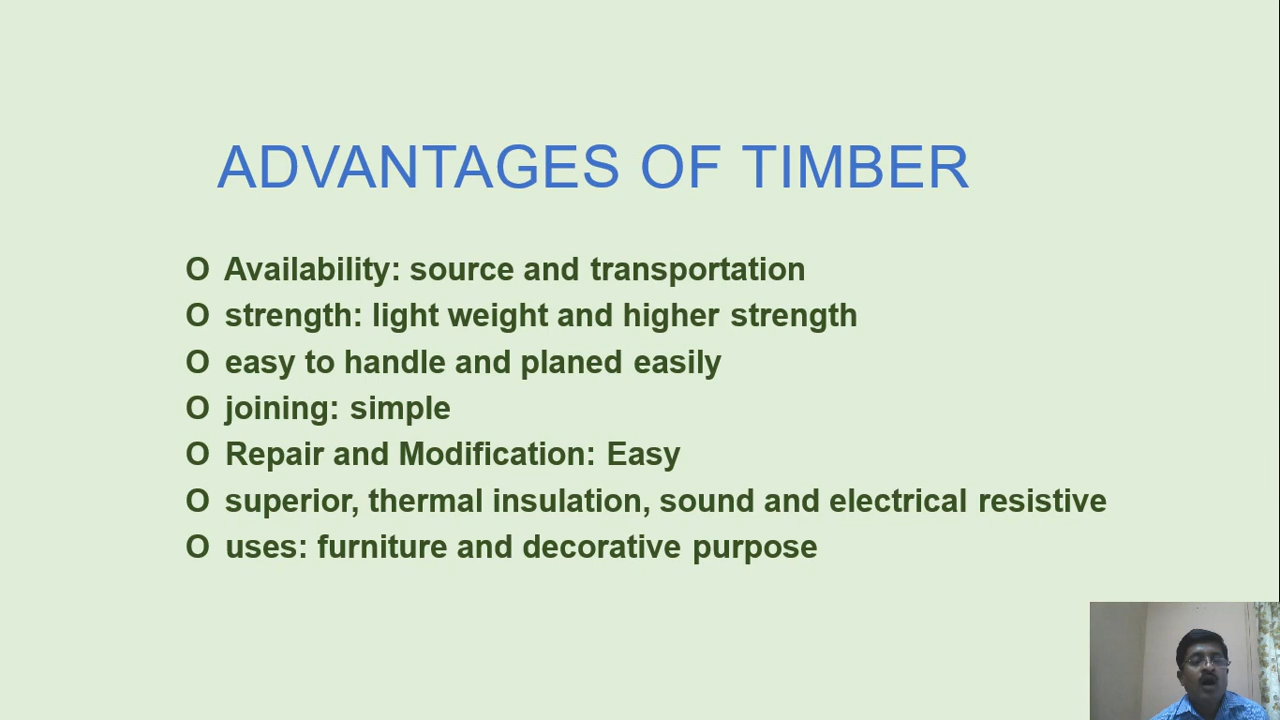 ADVANTAGES OF TIMBER
O Availability: source and transportation
O strength: light weight and higher strength
O easy to handle and planed easily
O joining: simple
O Repair and Modification: Easy
O superior, thermal insulation, sound and electrical resistive
O uses: furniture and decorative purpose